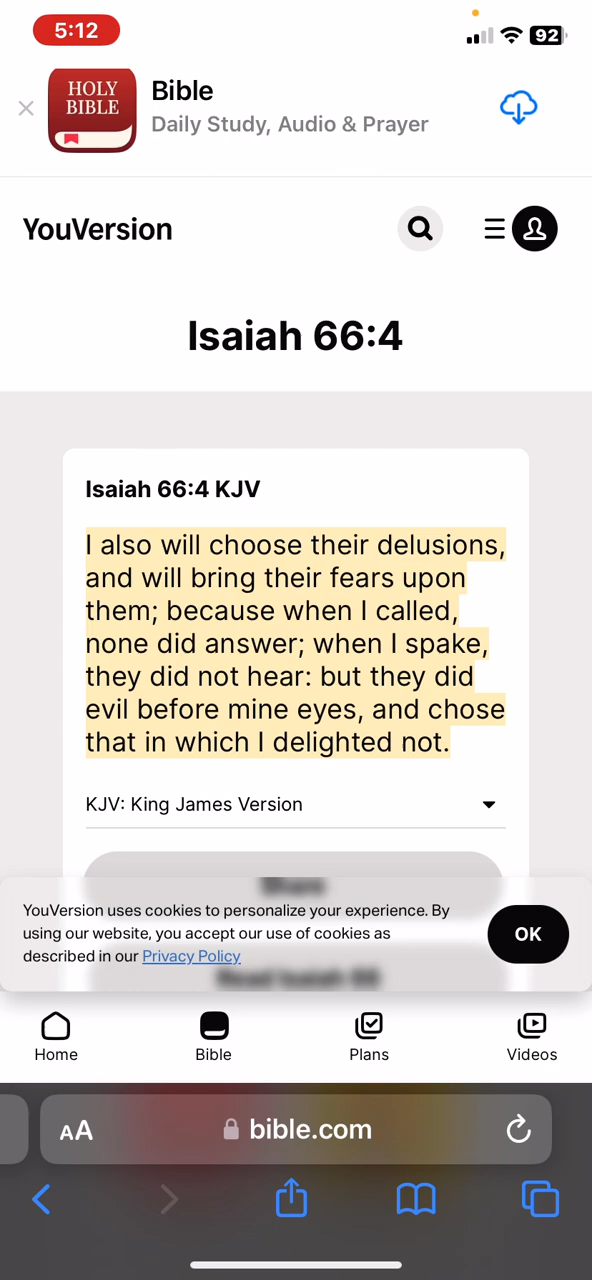 5:12
92
HOLY
BIBLE
Bible
Daily Study, Audio & Prayer
YouVersion
Isaiah 66:4
Isaiah 66:4 KJV
I also will choose their delusions,
and will bring their fears upon
them; because when I called,
none did answer; when I spake,
they did not hear: but they did
evil before mine eyes, and chose
that in which I delighted not.
KJV: King James Version
Share
YouVersion uses cookies to personalize your experience. By
using our website, you accept our use of cookies as
described in our Privacy Policy
OK
Read Isaiah 66
Home
Bible
Plans
Videos
AA
bible.com